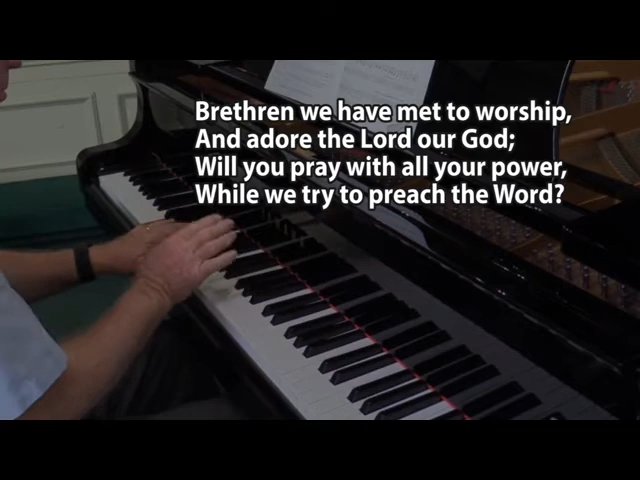 Brethren we have met to worship,
And adore the Lord our God;
Will you pray with all your power,
While we try to preach the Word?